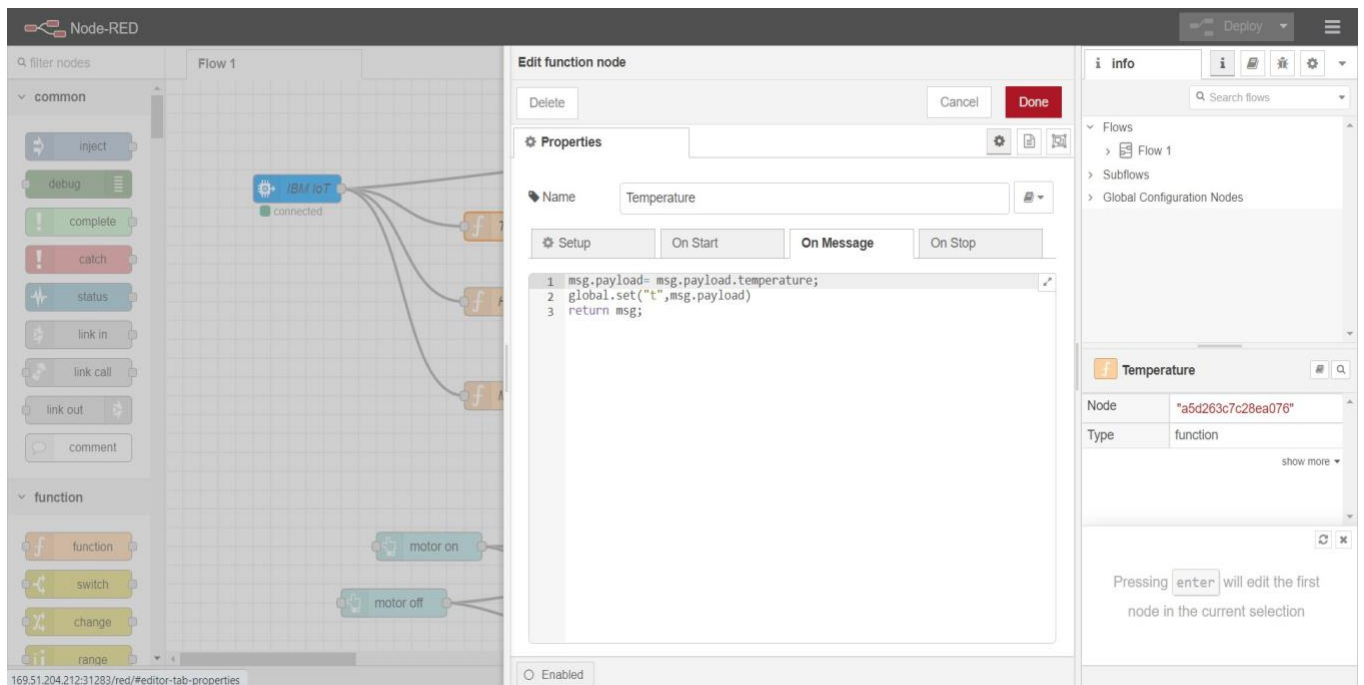 Node-RED
Deploy
filter nodes
Flow 1
common
inject
debug
complete
catch
status
link in
link call
link out
comment
function
function
switch
change
range
IBM IoT
connected
motor on
motor off
Edit function node
Delete
Cancel
Done
Properties
Name
Temperature
Setup
On Start
On Message
On Stop
1 msg.payload= msg.payload.temperature;
2 global.set("t",msg.payload)
3 return msg;
Enabled
i info
i
Search flows
Flows
Flow 1
Subflows
Global Configuration Nodes
Temperature
Node "a5d263c7c28ea076"
Type function
show more
Pressing enter will edit the first
node in the current selection
169.51.204.212:31283/red/#editor-tab-properties